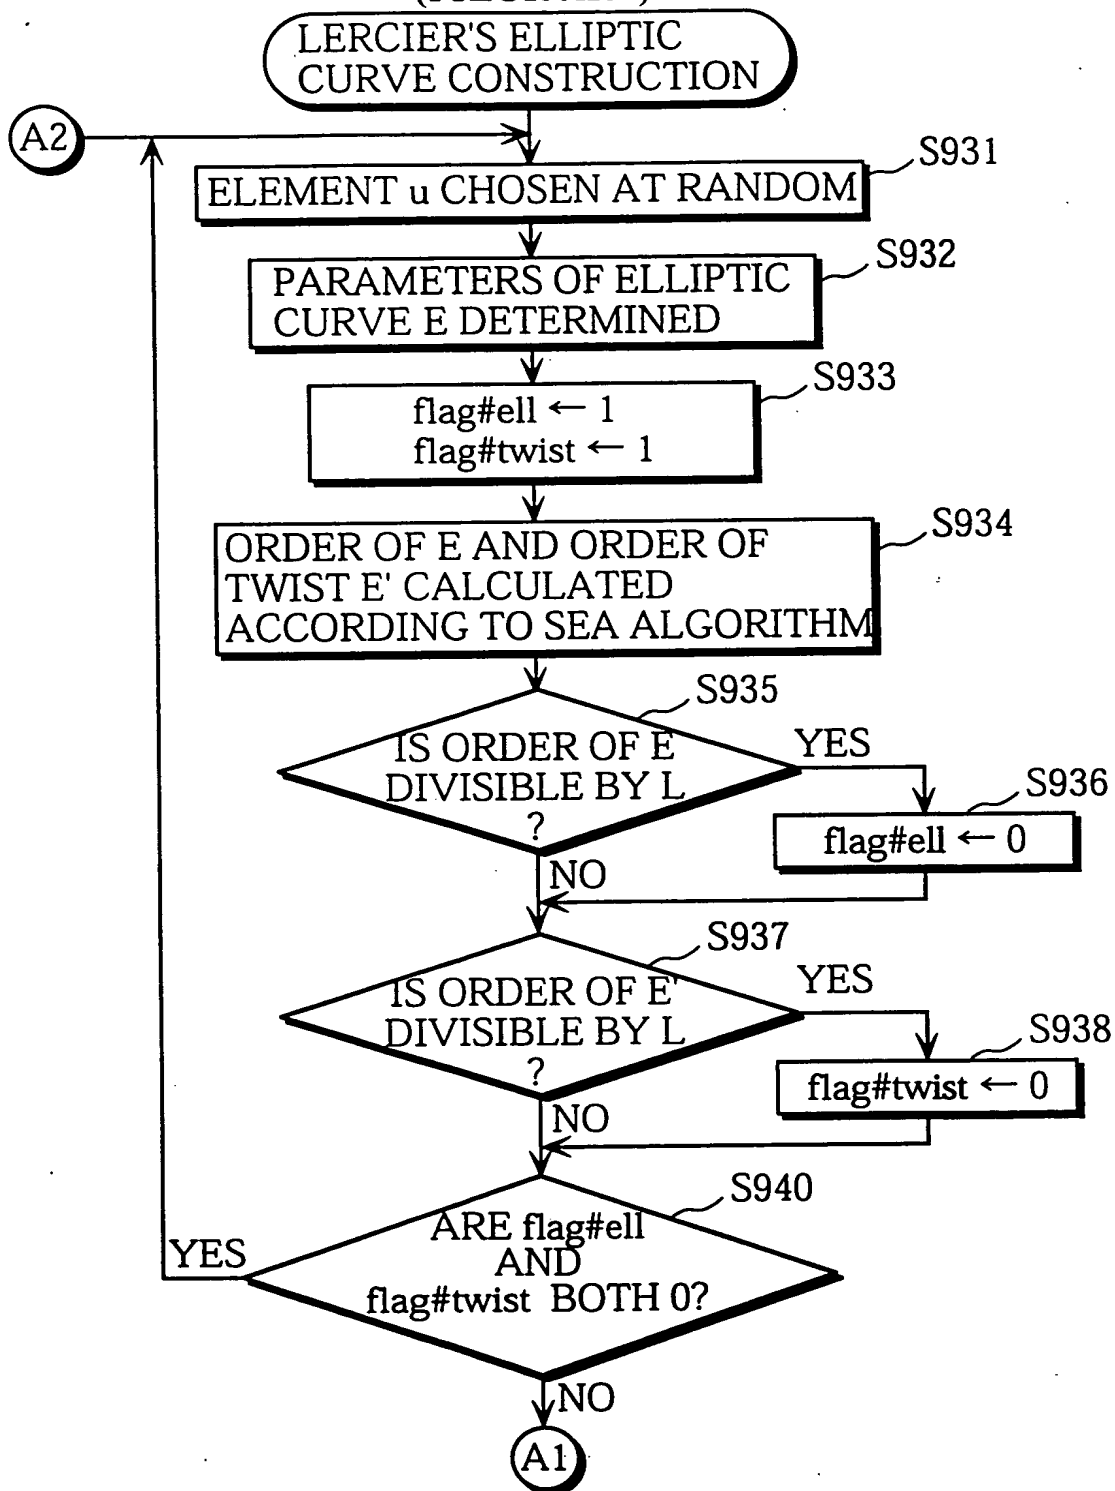 LERCIER'S ELLIPTIC
CURVE CONSTRUCTION
A2
S931
ELEMENT u CHOSEN AT RANDOM
S932
PARAMETERS OF ELLIPTIC
CURVE E DETERMINED
S933
flag#ell ← 1
flag#twist ← 1
S934
ORDER OF E AND ORDER OF
TWIST E' CALCULATED
ACCORDING TO SEA ALGORITHM
S935
IS ORDER OF E
DIVISIBLE BY L
?
YES
S936
flag#ell ← 0
NO
S937
IS ORDER OF E'
DIVISIBLE BY L
?
YES
S938
flag#twist ← 0
NO
S940
ARE flag#ell
AND
flag#twist BOTH 0?
YES
NO
A1